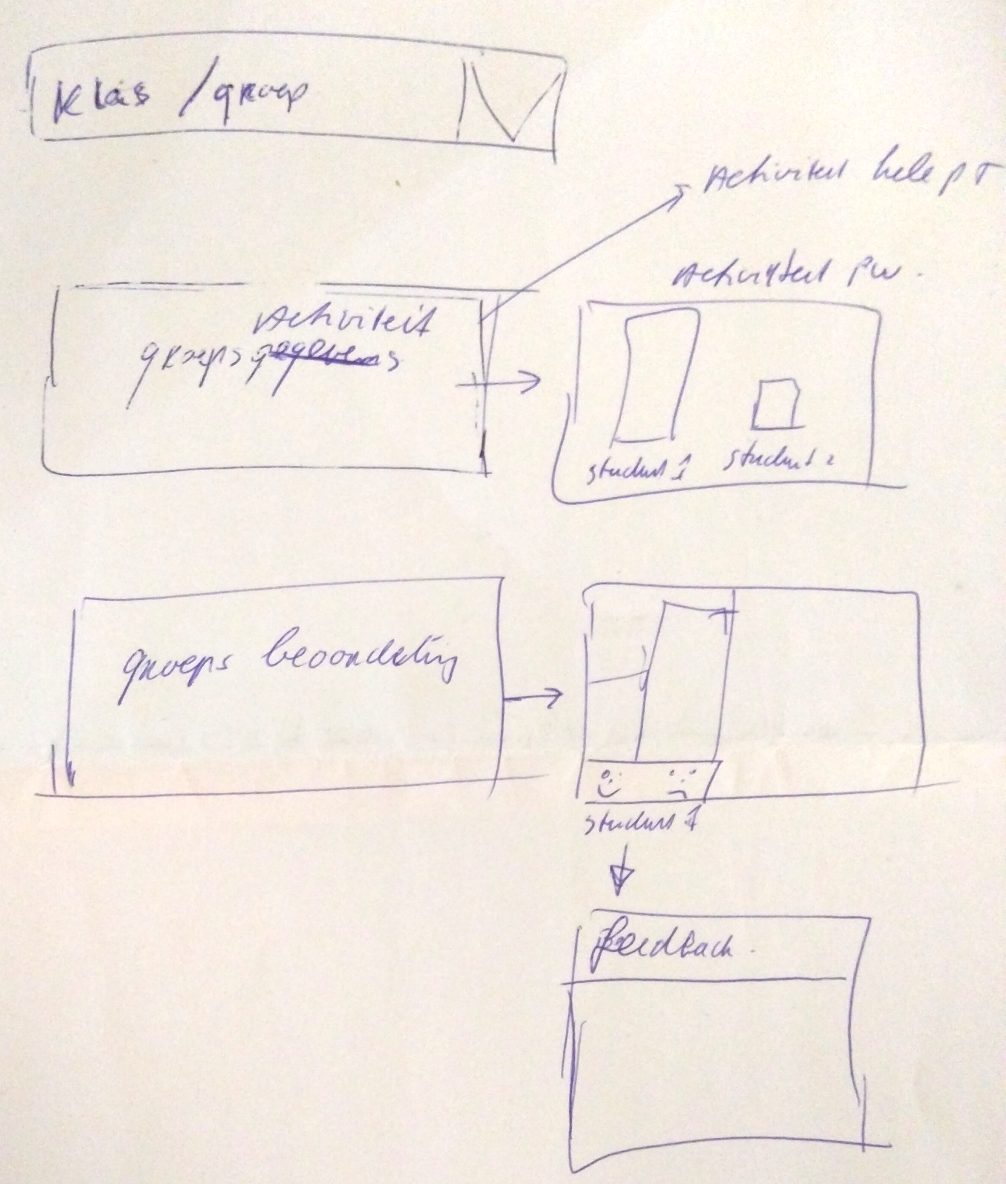 Klas / groep
Activiteit hele pT
Activiteit pw.
Activiteit
groeps gegevens
student 1
student 2
groeps beoordeling
student 1
feedback.